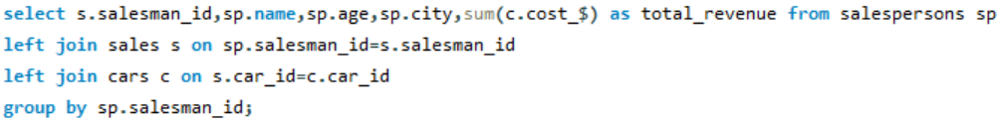 select s.salesman_id,sp.name,sp.age,sp.city,sum(c.cost_$) as total_revenue from salespersons sp
left join sales s on sp.salesman_id=s.salesman_id
left join cars c on s.car_id=c.car_id
group by sp.salesman_id;